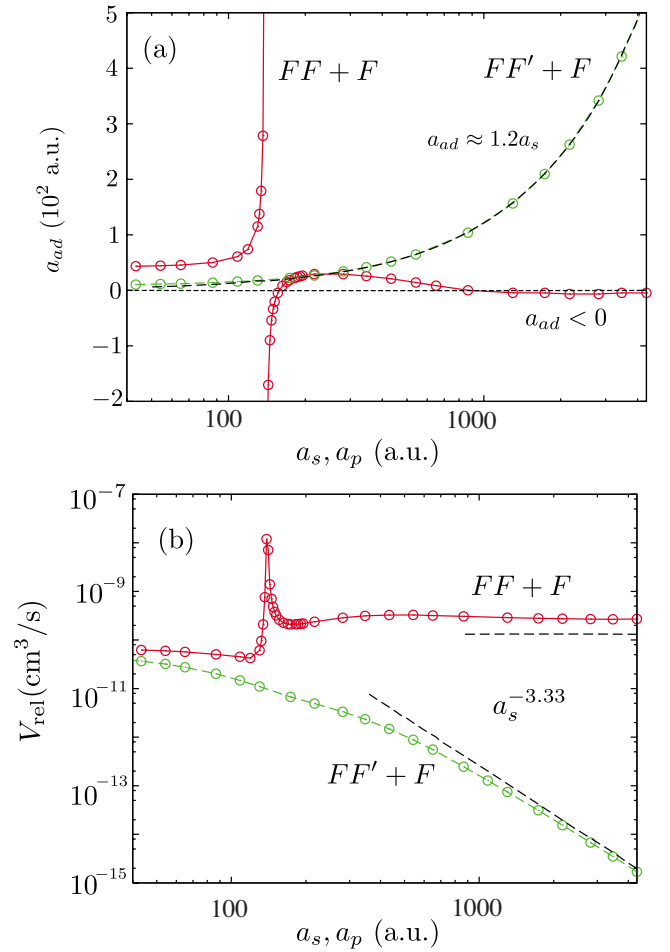 (a)
5
4
3
2
1
0
−1
−2
a_ad (10² a.u.)
FF + F
FF′ + F
a_ad ≈ 1.2a_s
a_ad < 0
100
1000
a_s, a_p (a.u.)
(b)
10⁻⁷
10⁻⁹
10⁻¹¹
10⁻¹³
10⁻¹⁵
V_rel(cm³/s)
FF + F
a_s^−3.33
FF′ + F
100
1000
a_s, a_p (a.u.)